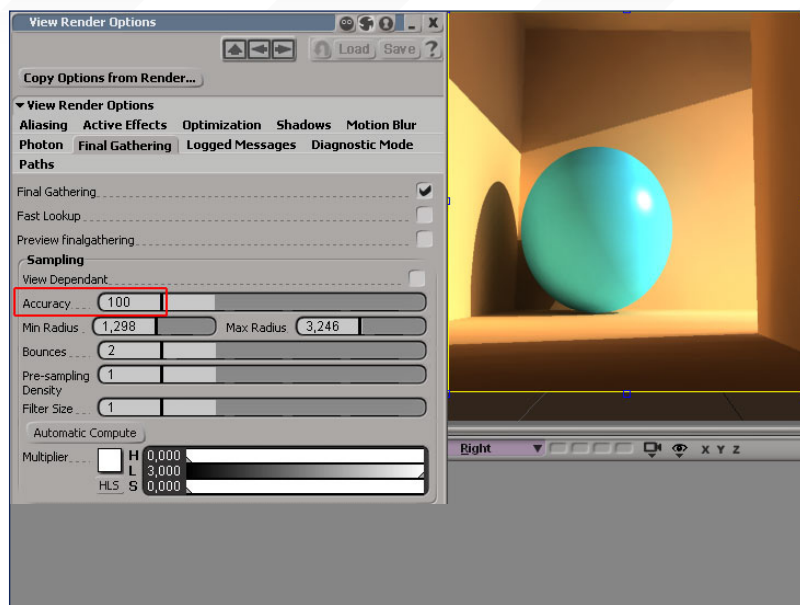 View Render Options
Load Save ?
Copy Options from Render...
View Render Options
Aliasing Active Effects Optimization Shadows Motion Blur
Photon Final Gathering Logged Messages Diagnostic Mode
Paths
Final Gathering
Fast Lookup
Preview finalgathering
Sampling
View Dependant
Accuracy 100
Min Radius 1,298 Max Radius 3,246
Bounces 2
Pre-sampling Density 1
Filter Size 1
Automatic Compute
Multiplier H 0,000
L 3,000
HLS S 0,000
Right X Y Z